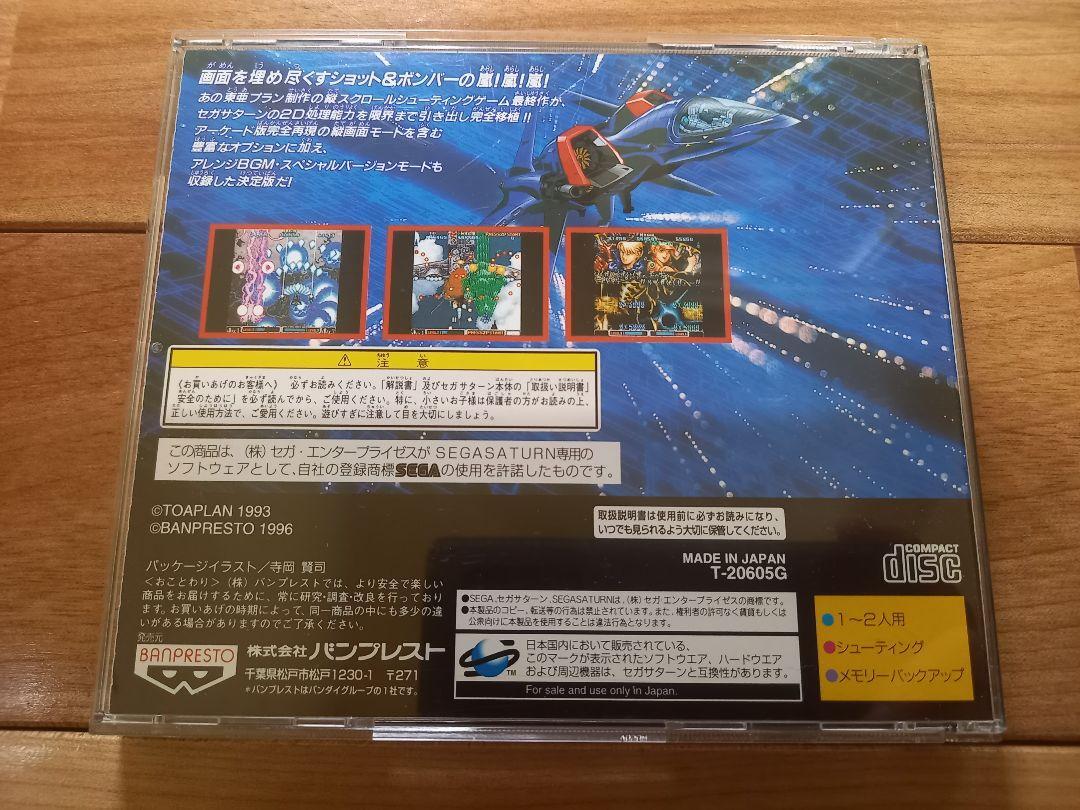 画面を埋め尽くすショット&ボンバーの嵐!嵐!嵐!
あの東亜プラン制作の縦スクロールシューティングゲーム最終作が、
セガサターンの2D処理能力を限界まで引き出し完全移植!!
アーケード版完全再現の縦画面モードを含む
豊富なオプションに加え、
アレンジBGM・スペシャルバージョンモードも
収録した決定版だ!
注意
《お買いあげのお客様へ》 必ずお読みください。「解説書」及びセガサターン本体の「取扱い説明書」
安全のために」を必ず読んでから、ご使用ください。特に、小さいお子様は保護者の方がお読みの上、
正しい使用方法で、ご愛用ください。遊びすぎに注意して目を大切にしましょう。
この商品は、(株)セガ・エンタープライゼスがSEGASATURN専用の
ソフトウェアとして、自社の登録商標SEGAの使用を許諾したものです。
©TOAPLAN 1993
©BANPRESTO 1996
取扱説明書は使用前に必ずお読みになり、
いつでも見られるよう大切に保管してください。
MADE IN JAPAN
T-20605G
COMPACT
disc
パッケージイラスト/寺岡 賢司
<おことわり>(株)バンプレストでは、より安全で楽しい
商品をお届けするために、常に研究・調査・改良を行っており
ます。お買いあげの時期によって、同一商品の中にも多少の違
いがある場合がありますのでご了承ください。
発売元
BANPRESTO
株式会社 バンプレスト
千葉県松戸市松戸1230-1 〒271
*バンプレストはバンダイグループの1社です。
●SEGA、セガサターン、SEGASATURNは、(株)セガ・エンタープライゼスの商標です。
●本製品のコピー、転送等の行為は禁止されています。また、権利者の許可なく賃貸もしくは
公衆向けに本製品を使用することは違法行為となります。
TM
日本国内において販売されている、
このマークが表示されたソフトウエア、ハードウエア
および周辺機器は、セガサターンと互換性があります。
For sale and use only in Japan.
●1〜2人用
●シューティング
●メモリーバックアップ